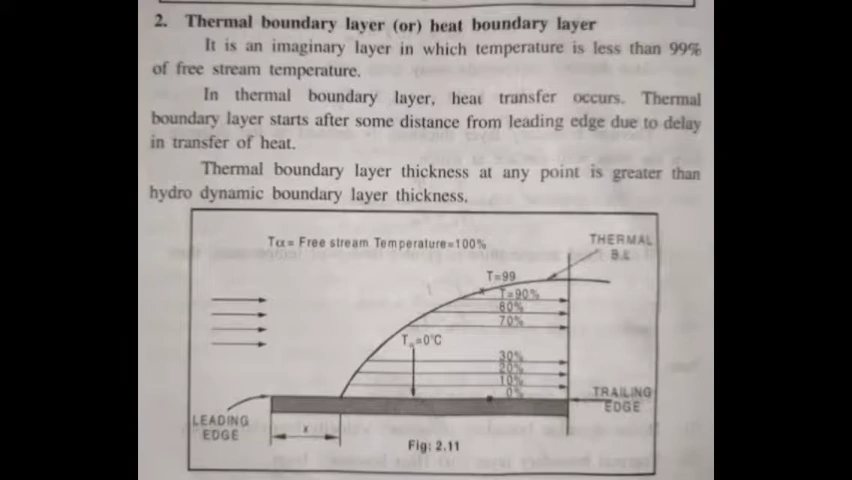 2. Thermal boundary layer (or) heat boundary layer
It is an imaginary layer in which temperature is less than 99%
of free stream temperature.
In thermal boundary layer, heat transfer occurs. Thermal
boundary layer starts after some distance from leading edge due to delay
in transfer of heat.
Thermal boundary layer thickness at any point is greater than
hydro dynamic boundary layer thickness.
Tα = Free stream Temperature=100%
THERMAL
B.L
T=99
T=90%
80%
70%
T =0°C
30%
20%
10%
0%
TRAILING
EDGE
LEADING
EDGE
x
Fig: 2.11